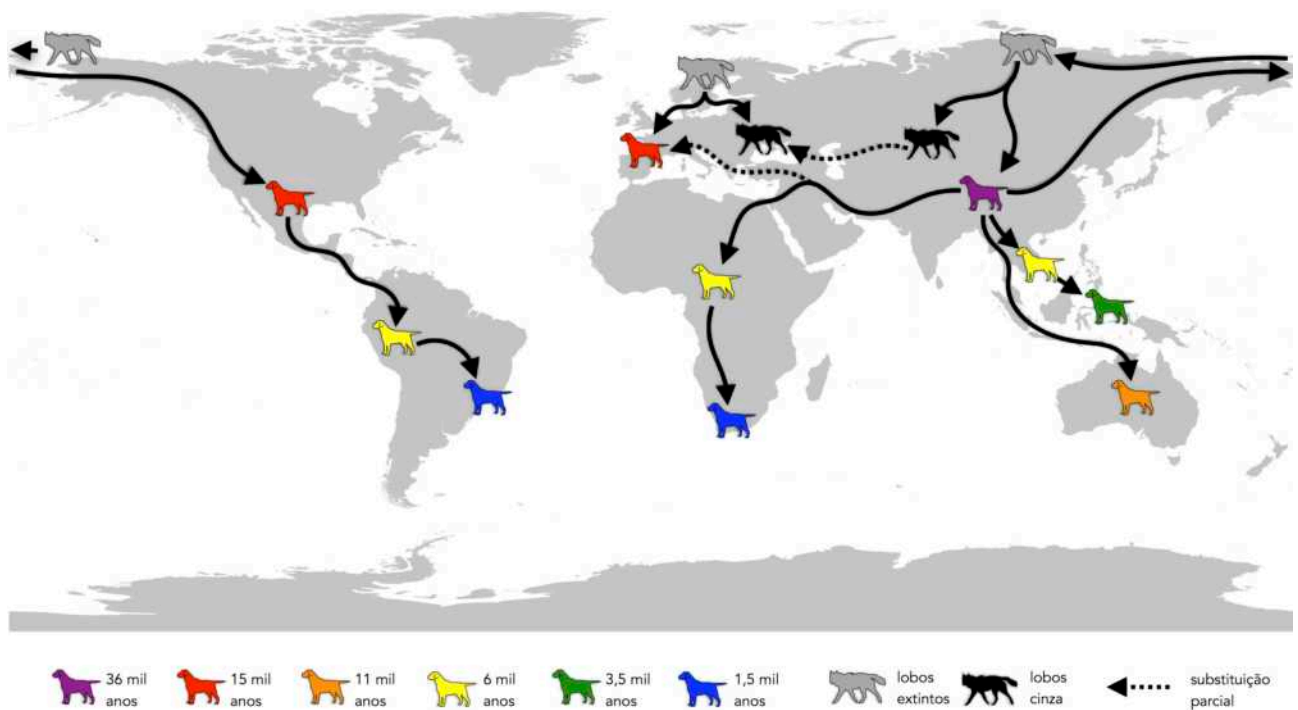 36 mil
anos
15 mil
anos
11 mil
anos
6 mil
anos
3,5 mil
anos
1,5 mil
anos
lobos
extintos
lobos
cinza
substituição
parcial